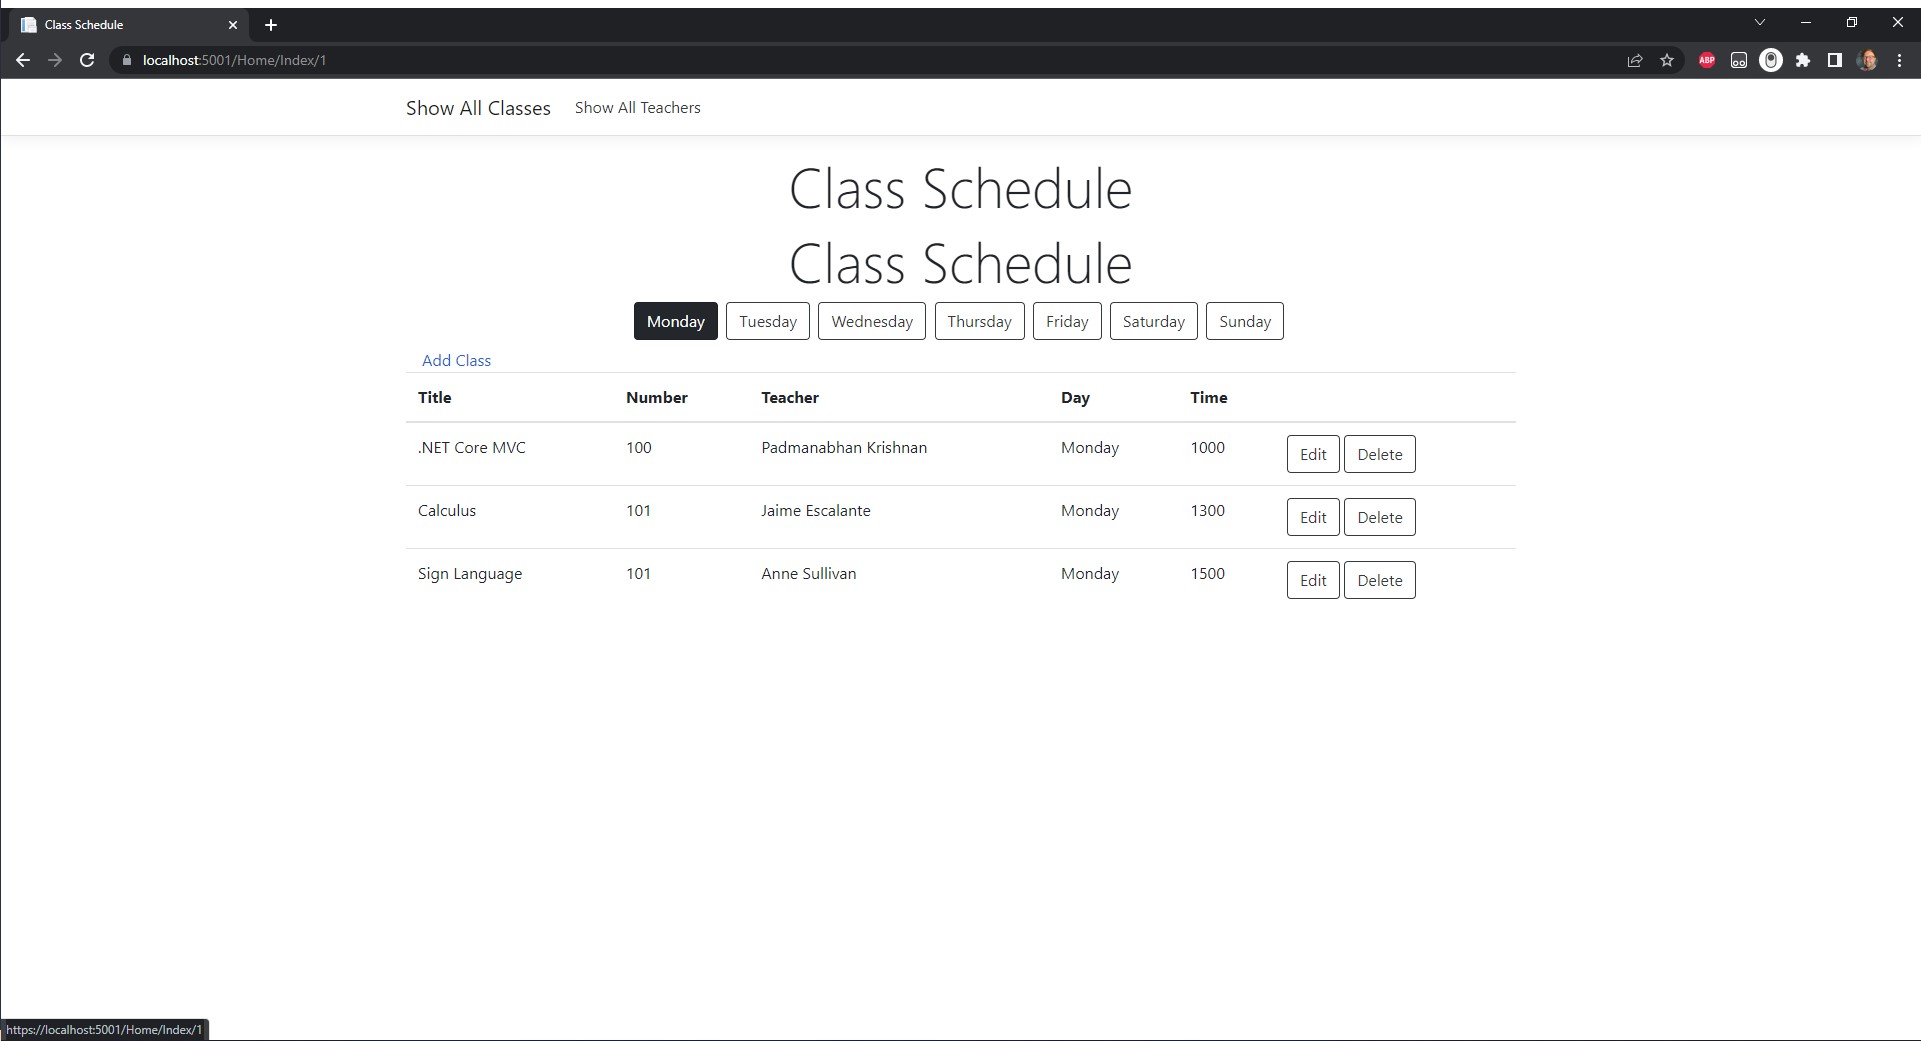 Class Schedule
localhost:5001/Home/Index/1
ABP
Show All Classes Show All Teachers
Class Schedule
Class Schedule
Monday Tuesday Wednesday Thursday Friday Saturday Sunday
Add Class
Title Number Teacher Day Time
.NET Core MVC 100 Padmanabhan Krishnan Monday 1000 Edit Delete
Calculus 101 Jaime Escalante Monday 1300 Edit Delete
Sign Language 101 Anne Sullivan Monday 1500 Edit Delete
https://localhost:5001/Home/Index/1